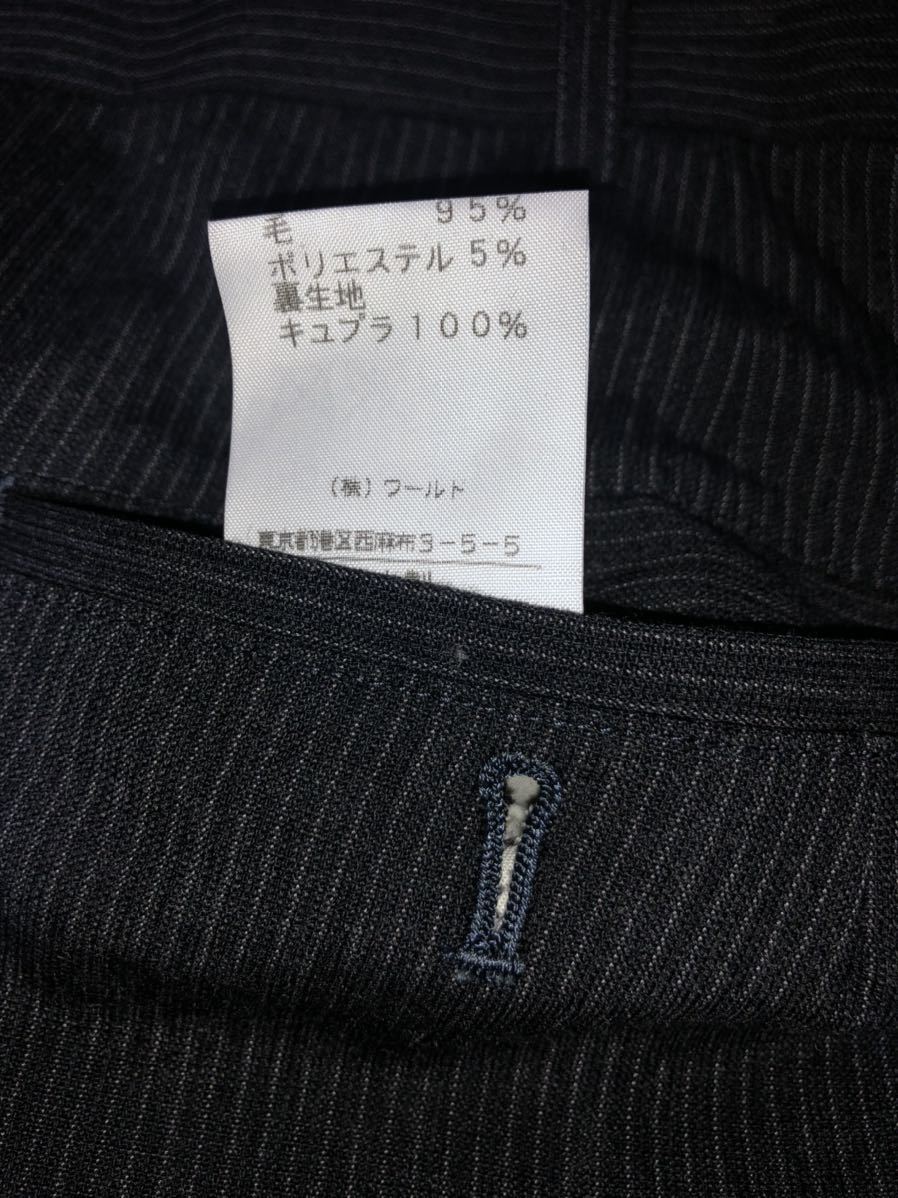 毛 95%
ポリエステル 5%
裏生地
キュプラ 100%
(株) ワールド
東京都港区西麻布3-5-5